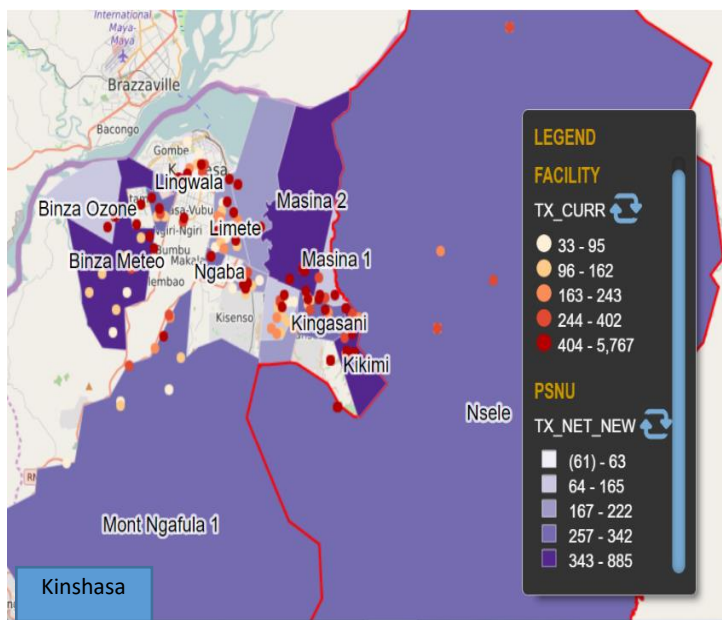 International
Maya-
Maya
Brazzaville
Bacongo
Gombe
Lingwala
Binza Ozone
Masina 2
Limete
Binza Meteo
Masina 1
Ngaba
Kisenso
Kingasani
Kikimi
Nsele
Mont Ngafula 1
Kinshasa
LEGEND
FACILITY
TX_CURR
33 - 95
96 - 162
163 - 243
244 - 402
404 - 5,767
PSNU
TX_NET_NEW
(61) - 63
64 - 165
167 - 222
257 - 342
343 - 885